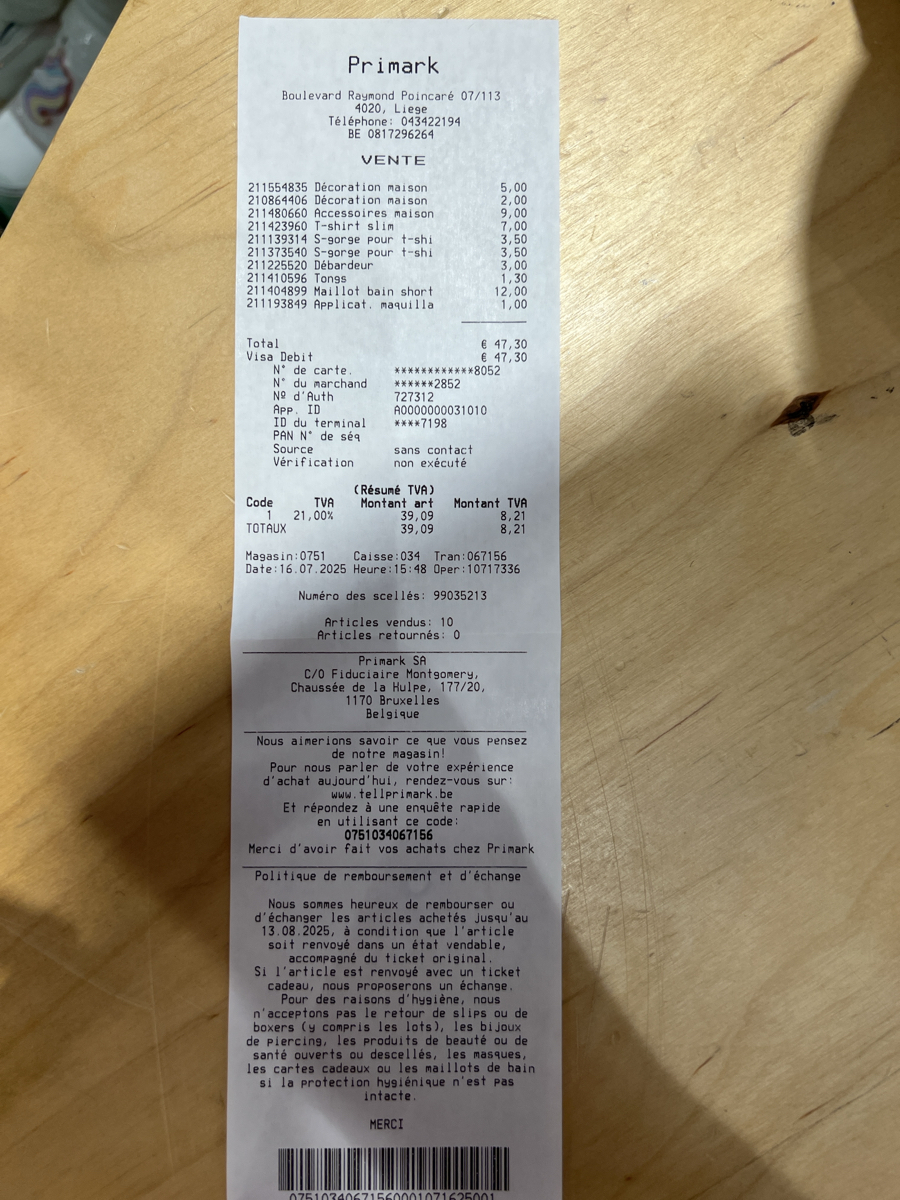 Primark
Boulevard Raymond Poincaré 07/113
4020, Liege
Téléphone: 043422194
BE 0817296264
VENTE
211554835 Décoration maison 5,00
210864406 Décoration maison 2,00
211480660 Accessoires maison 9,00
211423960 T-shirt slim 7,00
211139314 S-gorge pour t-shi 3,50
211373540 S-gorge pour t-shi 3,50
211225520 Débardeur 3,00
211410596 Tongs 1,30
211404899 Maillot bain short 12,00
211193849 Applicat. maquilla 1,00
Total € 47,30
Visa Debit € 47,30
N° de carte. ************8052
N° du marchand ******2852
Nº d'Auth 727312
App. ID A0000000031010
ID du terminal ****7198
PAN N° de séq
Source sans contact
Vérification non exécuté
(Résumé TVA)
Code TVA Montant art Montant TVA
1 21,00% 39,09 8,21
TOTAUX 39,09 8,21
Magasin:0751 Caisse:034 Tran:067156
Date:16.07.2025 Heure:15:48 Oper:10717336
Numéro des scellés: 99035213
Articles vendus: 10
Articles retournés: 0
Primark SA
C/O Fiduciaire Montgomery,
Chaussée de la Hulpe, 177/20,
1170 Bruxelles
Belgique
Nous aimerions savoir ce que vous pensez
de notre magasin!
Pour nous parler de votre expérience
d'achat aujourd'hui, rendez-vous sur:
www.tellprimark.be
Et répondez à une enquête rapide
en utilisant ce code:
0751034067156
Merci d'avoir fait vos achats chez Primark
Politique de remboursement et d'échange
Nous sommes heureux de rembourser ou
d'échanger les articles achetés jusqu'au
13.08.2025, à condition que l'article
soit renvoyé dans un état vendable,
accompagné du ticket original.
Si l'article est renvoyé avec un ticket
cadeau, nous proposerons un échange.
Pour des raisons d'hygiène, nous
n'acceptons pas le retour de slips ou de
boxers (y compris les lots), les bijoux
de piercing, les produits de beauté ou de
santé ouverts ou descellés, les masques,
les cartes cadeaux ou les maillots de bain
si la protection hygiénique n'est pas
intacte.
MERCI
07510340671560001071625001